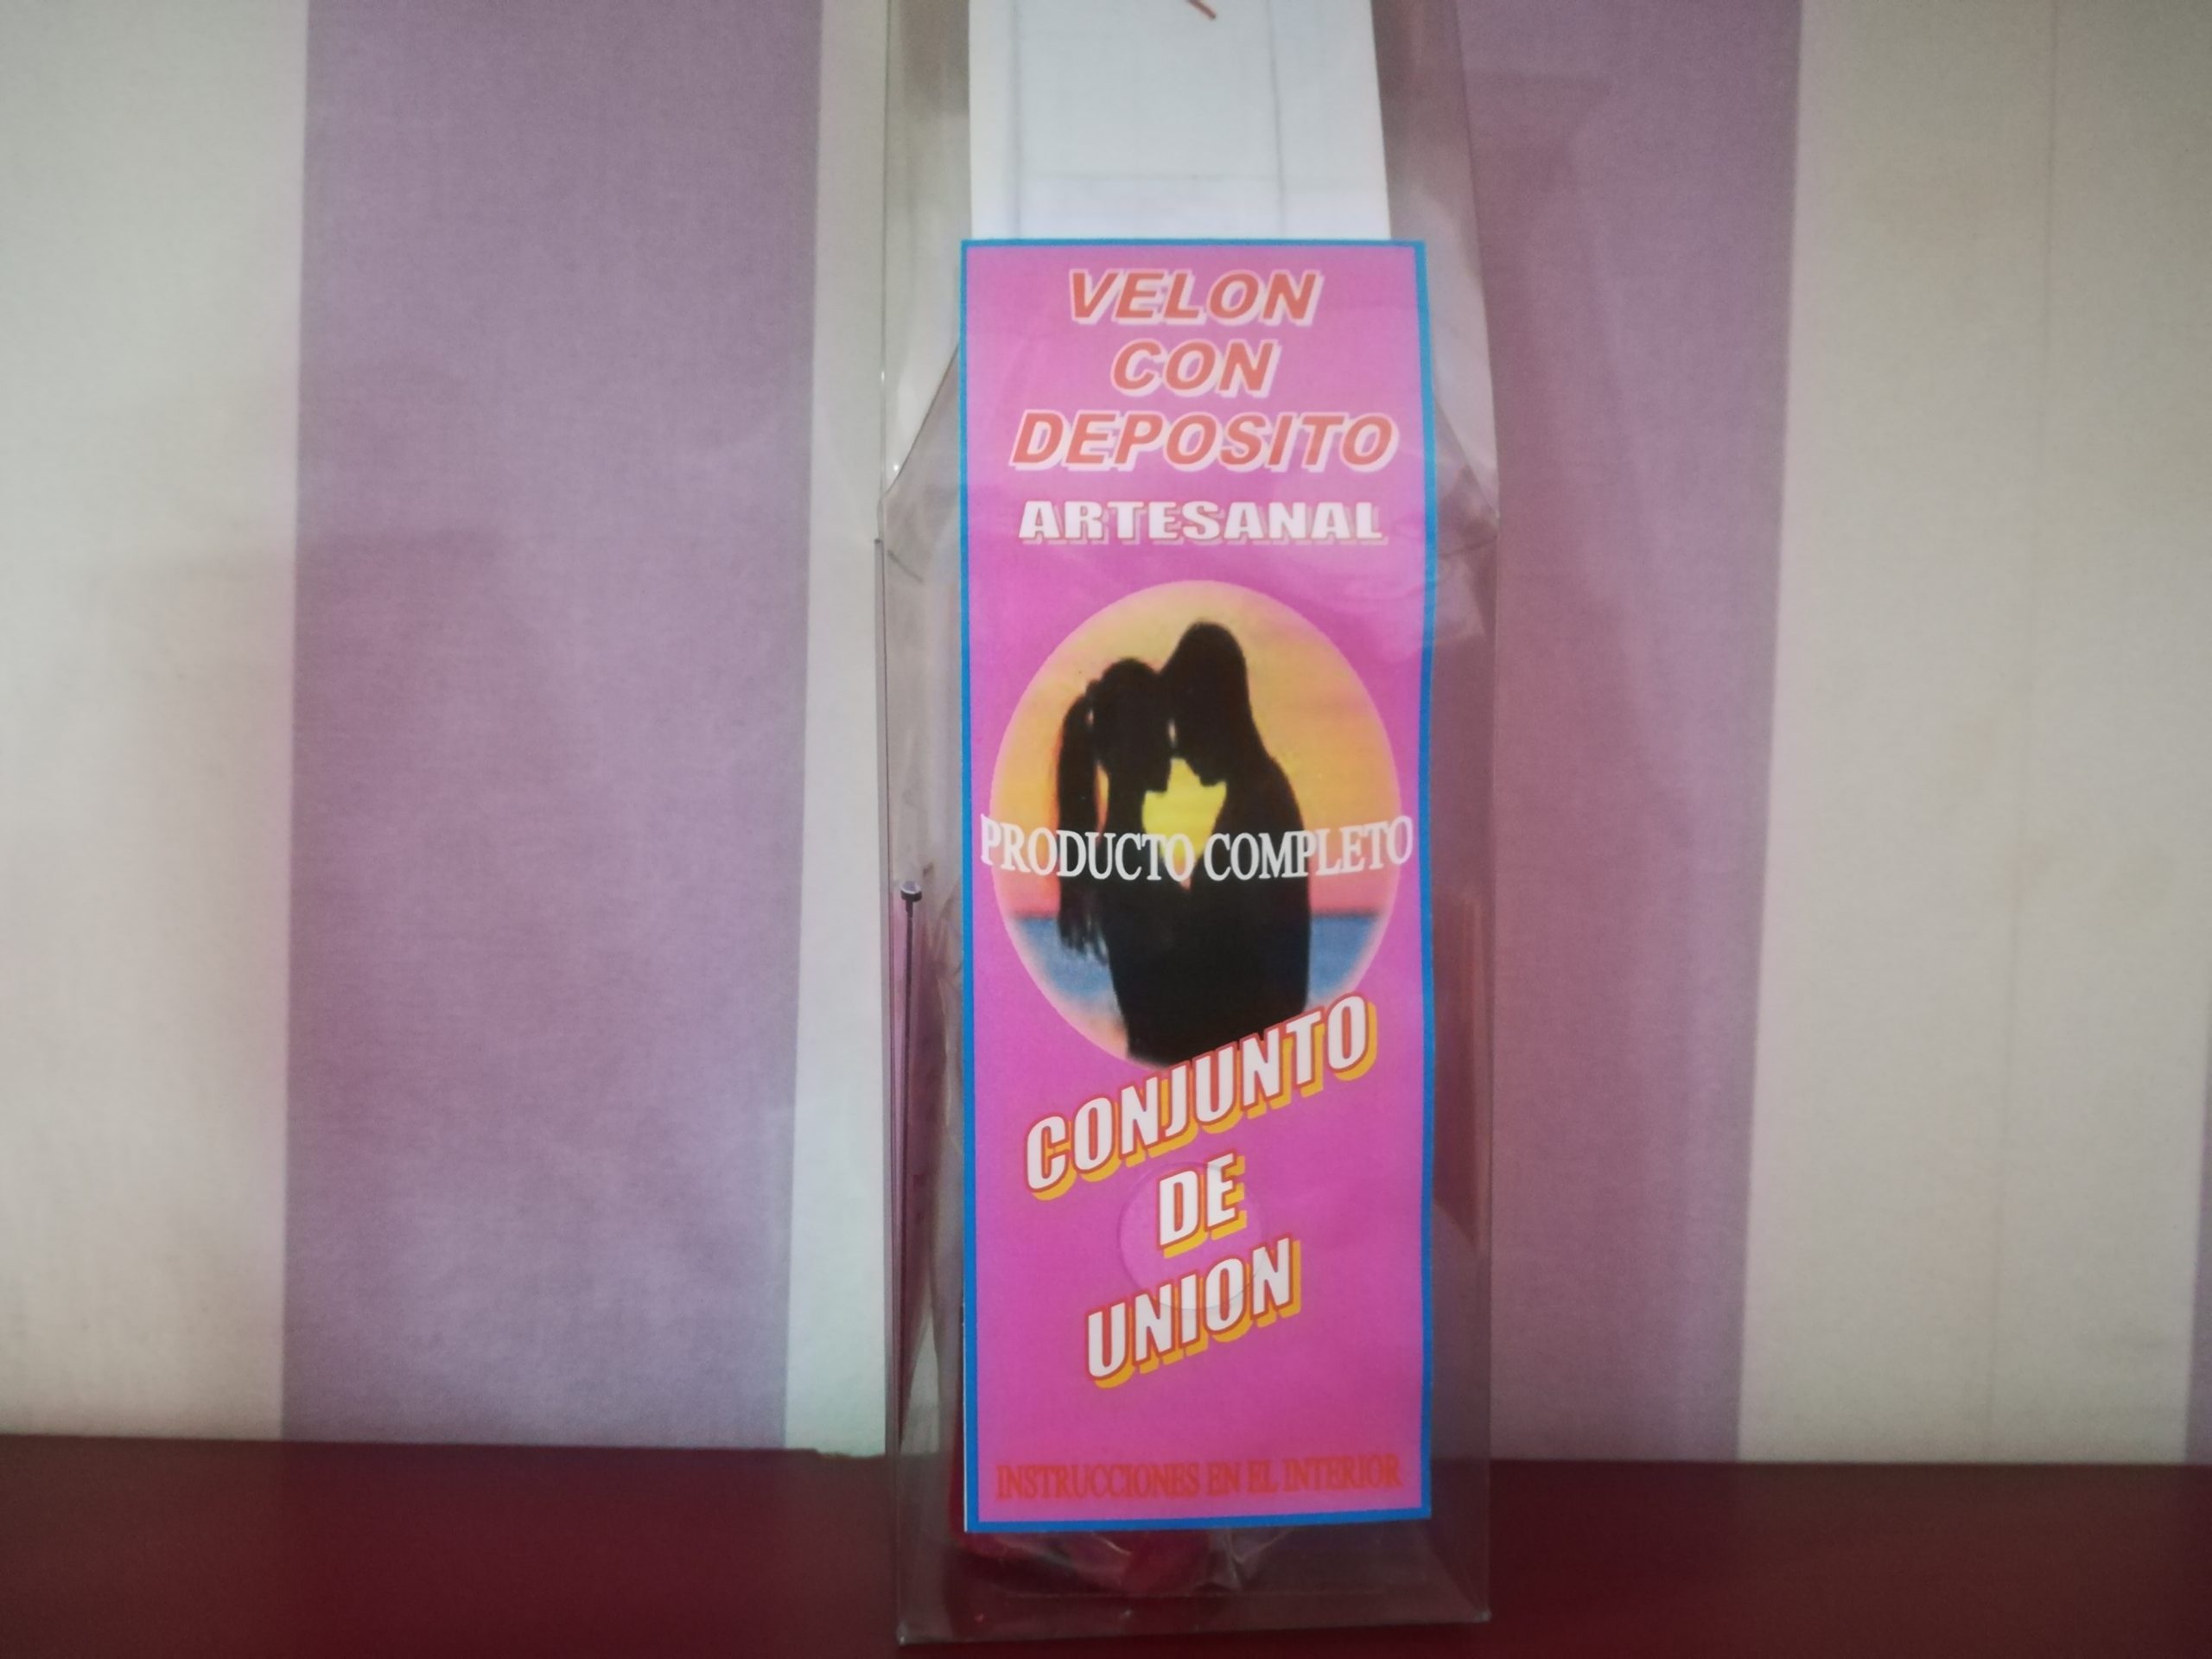 VELON
CON
DEPOSITO
ARTESANAL
PRODUCTO COMPLETO
CONJUNTO
DE
UNION
INSTRUCCIONES EN EL INTERIOR